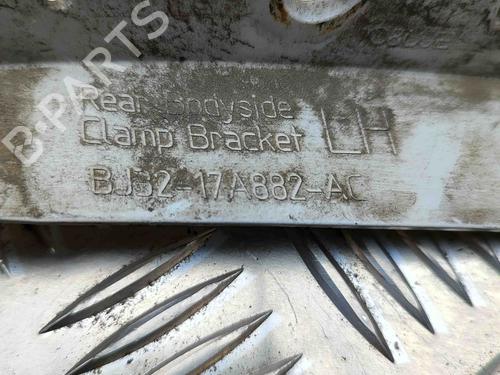 Rear Bodyside
Clamp Bracket LH
BJ32-17A882-AC
B-PARTS